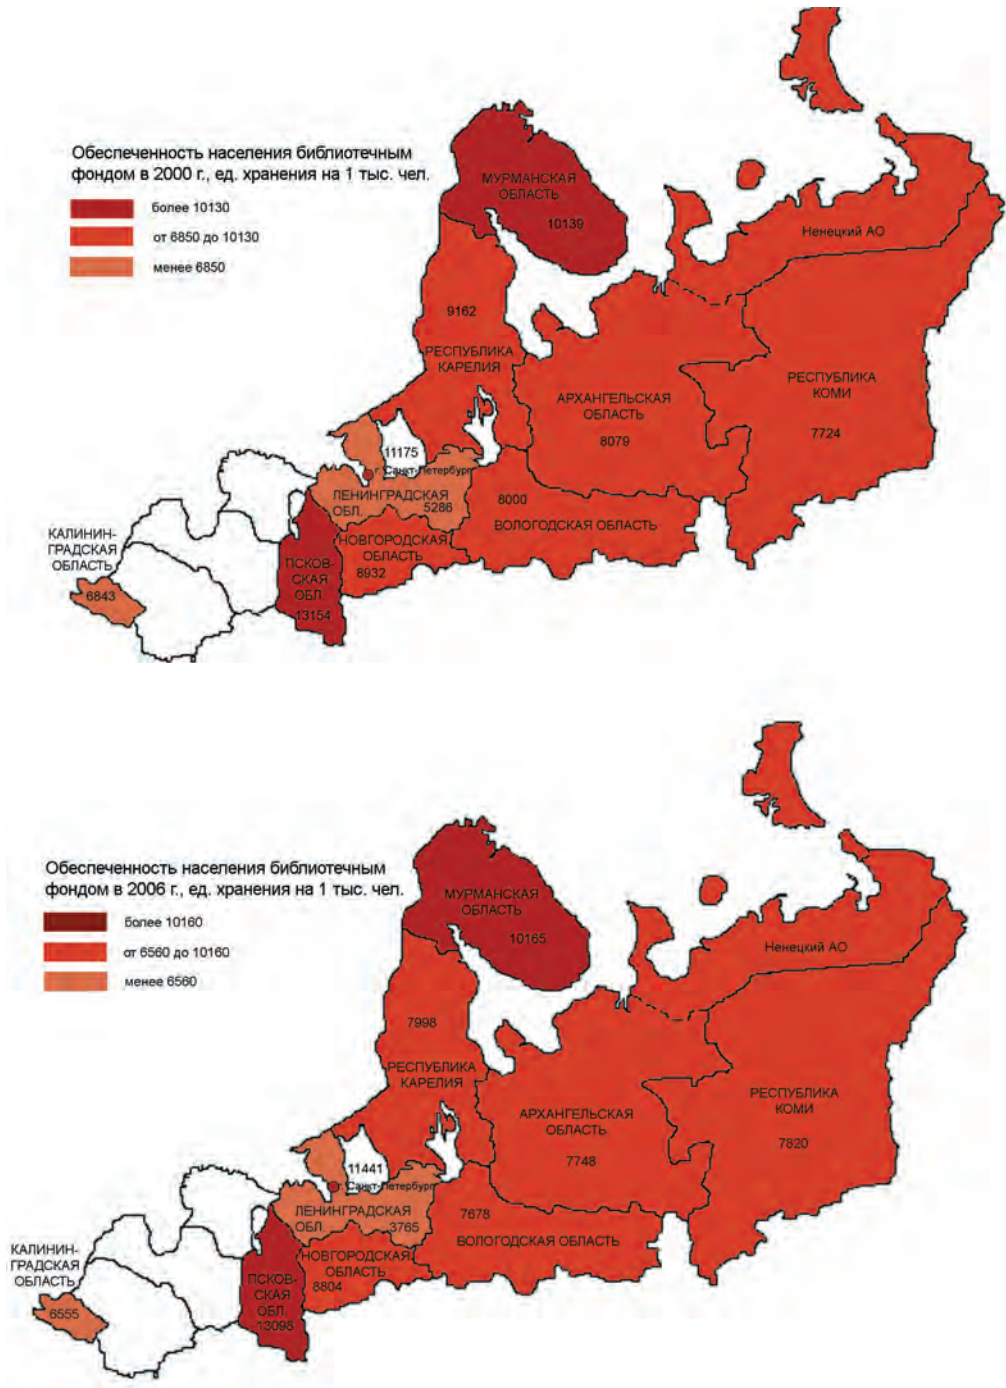 Обеспеченность населения библиотечным
фондом в 2000 г., ед. хранения на 1 тыс. чел.
более 10130
от 6850 до 10130
менее 6850
МУРМАНСКАЯ
ОБЛАСТЬ
10139
Ненецкий АО
9162
РЕСПУБЛИКА
КАРЕЛИЯ
РЕСПУБЛИКА
КОМИ
7724
АРХАНГЕЛЬСКАЯ
ОБЛАСТЬ
8079
11175
г. Санкт-Петербург
ЛЕНИНГРАДСКАЯ
ОБЛ.
5286
8000
ВОЛОГОДСКАЯ ОБЛАСТЬ
НОВГОРОДСКАЯ
ОБЛАСТЬ
8932
КАЛИНИН-
ГРАДСКАЯ
ОБЛАСТЬ
6843
ПСКОВ-
СКАЯ
ОБЛ.
13154
Обеспеченность населения библиотечным
фондом в 2006 г., ед. хранения на 1 тыс. чел.
более 10160
от 6560 до 10160
менее 6560
МУРМАНСКАЯ
ОБЛАСТЬ
10165
Ненецкий АО
7998
РЕСПУБЛИКА
КАРЕЛИЯ
РЕСПУБЛИКА
КОМИ
7820
АРХАНГЕЛЬСКАЯ
ОБЛАСТЬ
7748
11441
г. Санкт-Петербург
ЛЕНИНГРАДСКАЯ
ОБЛ.
3765
7678
ВОЛОГОДСКАЯ ОБЛАСТЬ
НОВГОРОДСКАЯ
ОБЛАСТЬ
8804
КАЛИНИН-
ГРАДСКАЯ
ОБЛАСТЬ
6555
ПСКОВ-
СКАЯ
ОБЛ.
13098